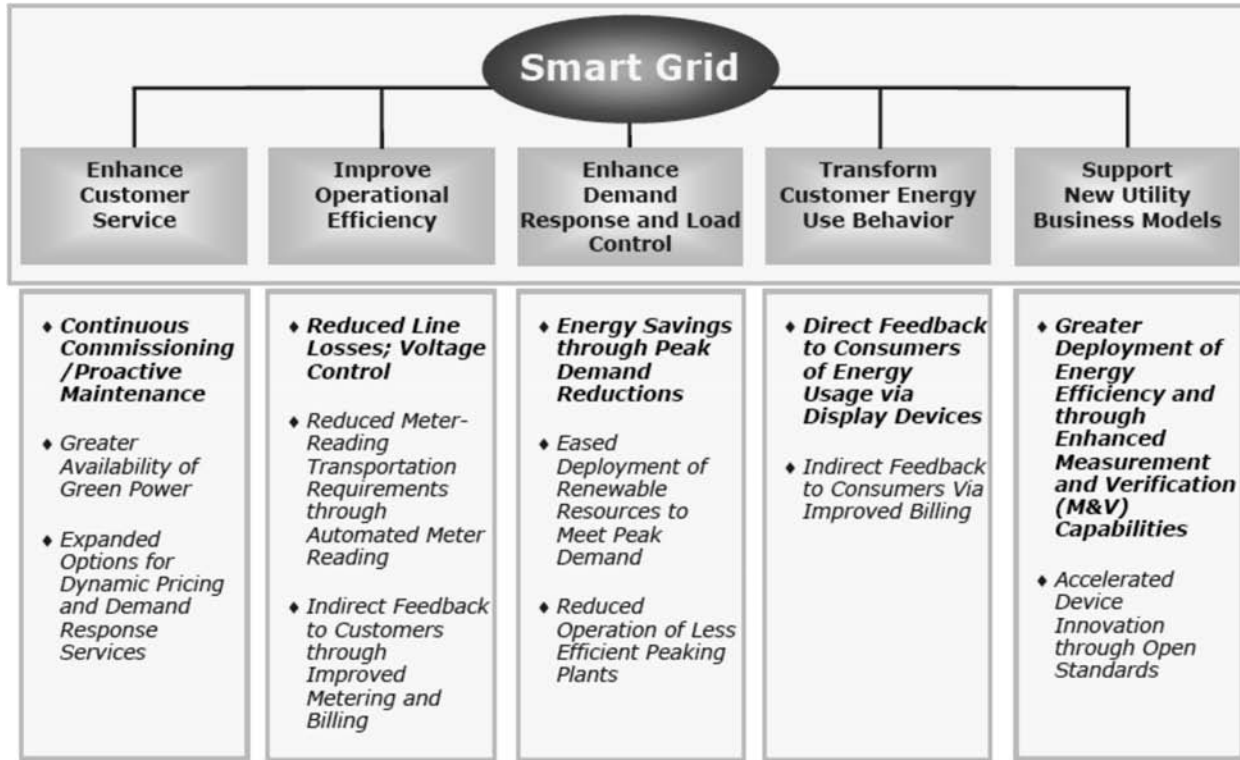 Smart Grid
Enhance
Customer
Service
Improve
Operational
Efficiency
Enhance
Demand
Response and Load
Control
Transform
Customer Energy
Use Behavior
Support
New Utility
Business Models
♦ Continuous
Commissioning
/Proactive
Maintenance
♦ Greater
Availability of
Green Power
♦ Expanded
Options for
Dynamic Pricing
and Demand
Response
Services
♦ Reduced Line
Losses; Voltage
Control
♦ Reduced Meter-
Reading
Transportation
Requirements
through
Automated Meter
Reading
♦ Indirect Feedback
to Customers
through
Improved
Metering and
Billing
♦ Energy Savings
through Peak
Demand
Reductions
♦ Eased
Deployment of
Renewable
Resources to
Meet Peak
Demand
♦ Reduced
Operation of Less
Efficient Peaking
Plants
♦ Direct Feedback
to Consumers
of Energy
Usage via
Display Devices
♦ Indirect Feedback
to Consumers Via
Improved Billing
♦ Greater
Deployment of
Energy
Efficiency and
through
Enhanced
Measurement
and Verification
(M&V)
Capabilities
♦ Accelerated
Device
Innovation
through Open
Standards